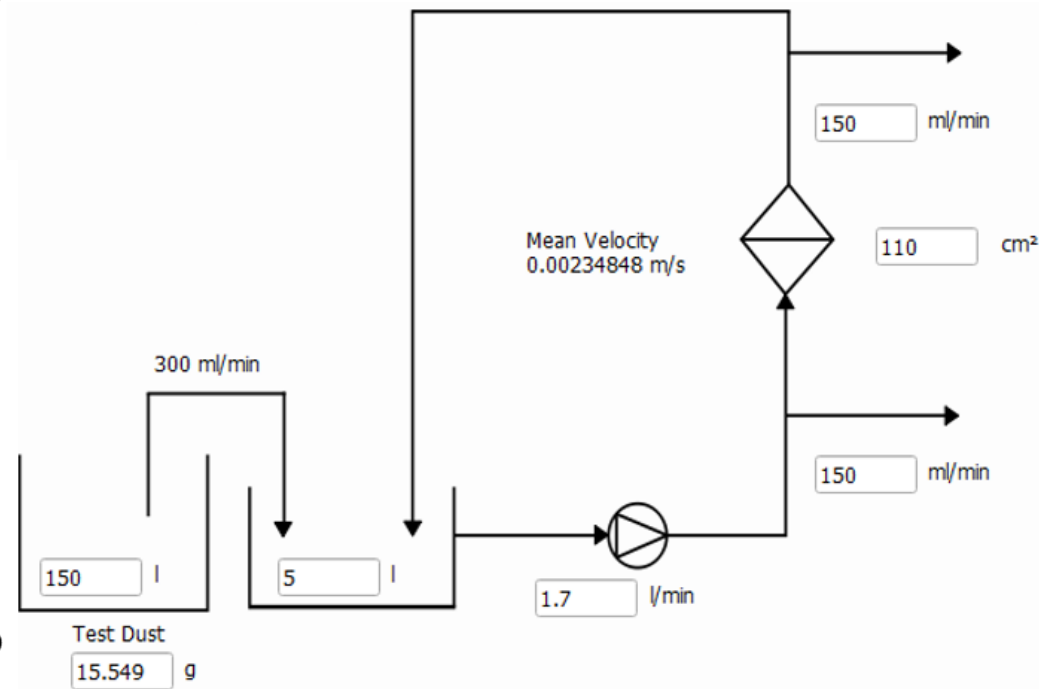 150 ml/min
Mean Velocity
0.00234848 m/s
110 cm²
300 ml/min
150 ml/min
150 l
5 l
1.7 l/min
Test Dust
15.549 g